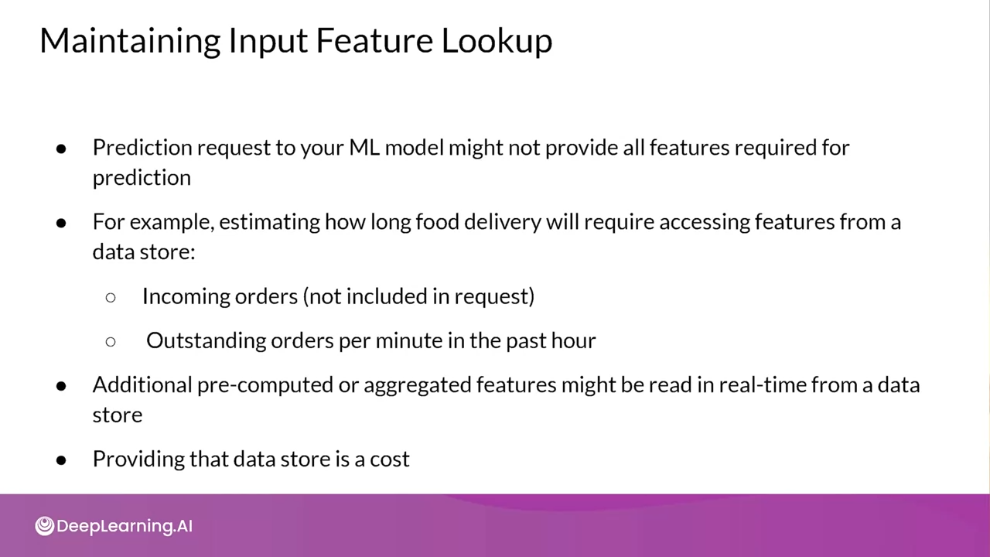 Maintaining Input Feature Lookup
● Prediction request to your ML model might not provide all features required for
prediction
● For example, estimating how long food delivery will require accessing features from a
data store:
○ Incoming orders (not included in request)
○ Outstanding orders per minute in the past hour
● Additional pre-computed or aggregated features might be read in real-time from a data
store
● Providing that data store is a cost
DeepLearning.AI